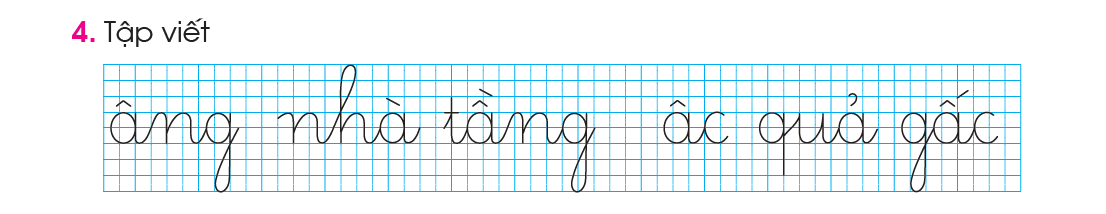 4. Tập viết
âng nhà tầng âc quả gấc